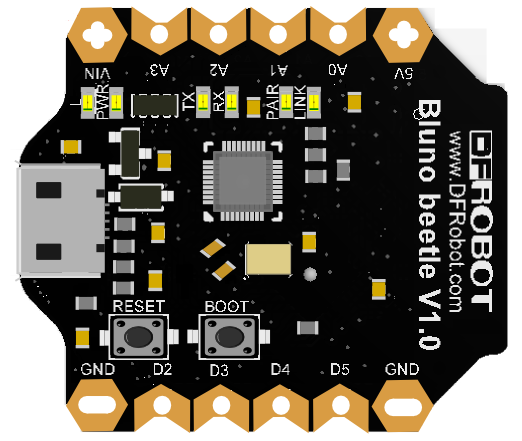 VIN
A3
A2
A1
A0
5V
L
PWR
TX
RX
PAIR
LINK
Bluno beetle V1.0
www.DFRobot.com
DFROBOT
RESET
BOOT
GND
D2
D3
D4
D5
GND